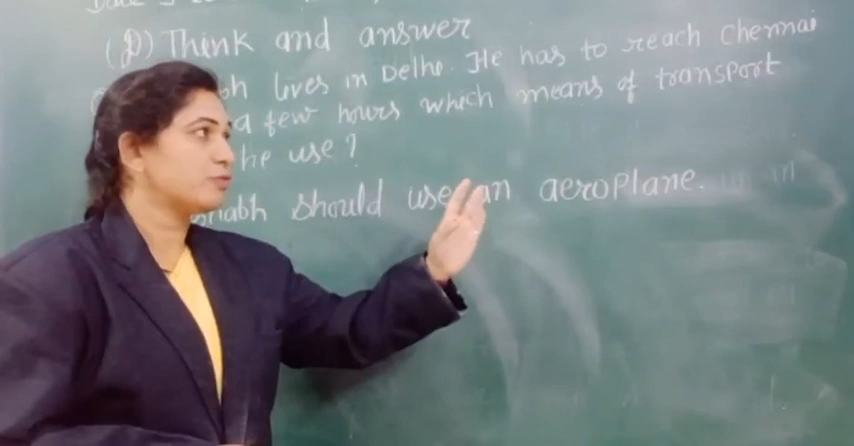 (D) Think and answer
lives in Delhi. He has to reach Chennai
a few hours which means of transport
he use?
should use an aeroplane.